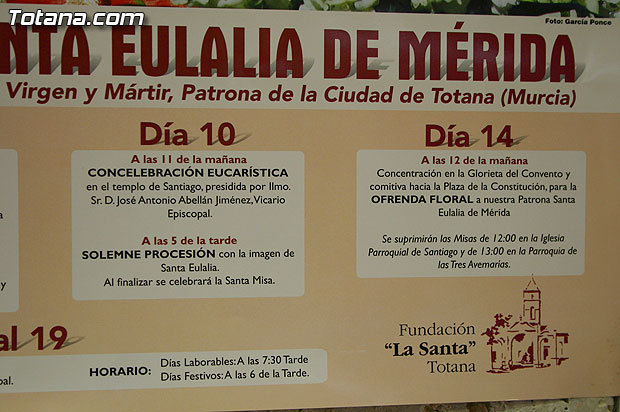 Totana.com
Foto: García Ponce
NTA EULALIA DE MÉRIDA
Virgen y Mártir, Patrona de la Ciudad de Totana (Murcia)
Día 10
A las 11 de la mañana
CONCELEBRACIÓN EUCARÍSTICA
en el templo de Santiago, presidida por Ilmo.
Sr. D. José Antonio Abellán Jiménez, Vicario
Episcopal.
A las 5 de la tarde
SOLEMNE PROCESIÓN con la imagen de
Santa Eulalia.
Al finalizar se celebrará la Santa Misa.
Día 14
A las 12 de la mañana
Concentración en la Glorieta del Convento y
comitiva hacia la Plaza de la Constitución, para la
OFRENDA FLORAL a nuestra Patrona Santa
Eulalia de Mérida
Se suprimirán las Misas de 12:00 en la Iglesia
Parroquial de Santiago y de 13:00 en la Parroquia de
las Tres Avemarías.
y
al 19
pal.
HORARIO:
Días Laborables: A las 7:30 Tarde
Días Festivos: A las 6 de la Tarde.
Fundación
"La Santa"
Totana